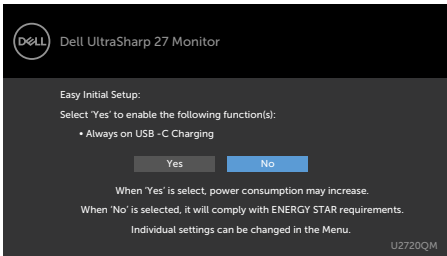 DELL
Dell UltraSharp 27 Monitor
Easy Initial Setup:
Select 'Yes' to enable the following function(s):
• Always on USB -C Charging
Yes No
When 'Yes' is select, power consumption may increase.
When 'No' is selected, it will comply with ENERGY STAR requirements.
Individual settings can be changed in the Menu.
U2720QM